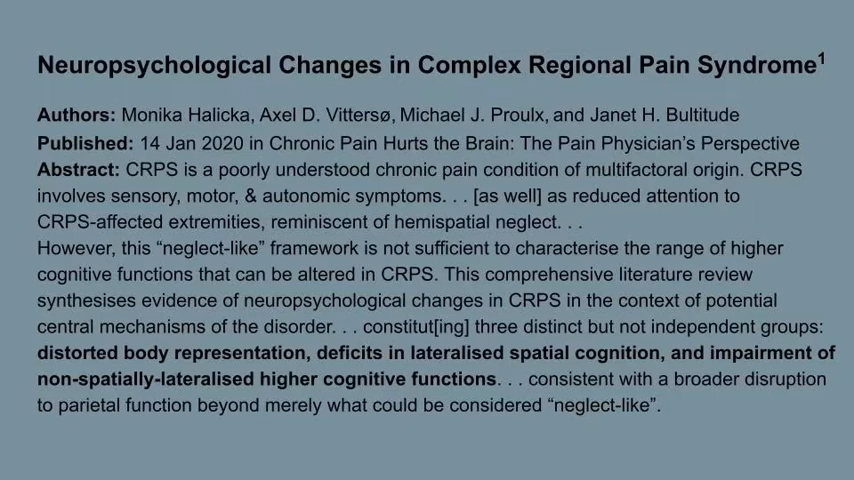 Neuropsychological Changes in Complex Regional Pain Syndrome¹
Authors: Monika Halicka, Axel D. Vittersø, Michael J. Proulx, and Janet H. Bultitude
Published: 14 Jan 2020 in Chronic Pain Hurts the Brain: The Pain Physician’s Perspective
Abstract: CRPS is a poorly understood chronic pain condition of multifactoral origin. CRPS
involves sensory, motor, & autonomic symptoms. . . [as well] as reduced attention to
CRPS-affected extremities, reminiscent of hemispatial neglect. . .
However, this “neglect-like” framework is not sufficient to characterise the range of higher
cognitive functions that can be altered in CRPS. This comprehensive literature review
synthesises evidence of neuropsychological changes in CRPS in the context of potential
central mechanisms of the disorder. . . constitut[ing] three distinct but not independent groups:
distorted body representation, deficits in lateralised spatial cognition, and impairment of
non-spatially-lateralised higher cognitive functions. . . consistent with a broader disruption
to parietal function beyond merely what could be considered “neglect-like”.